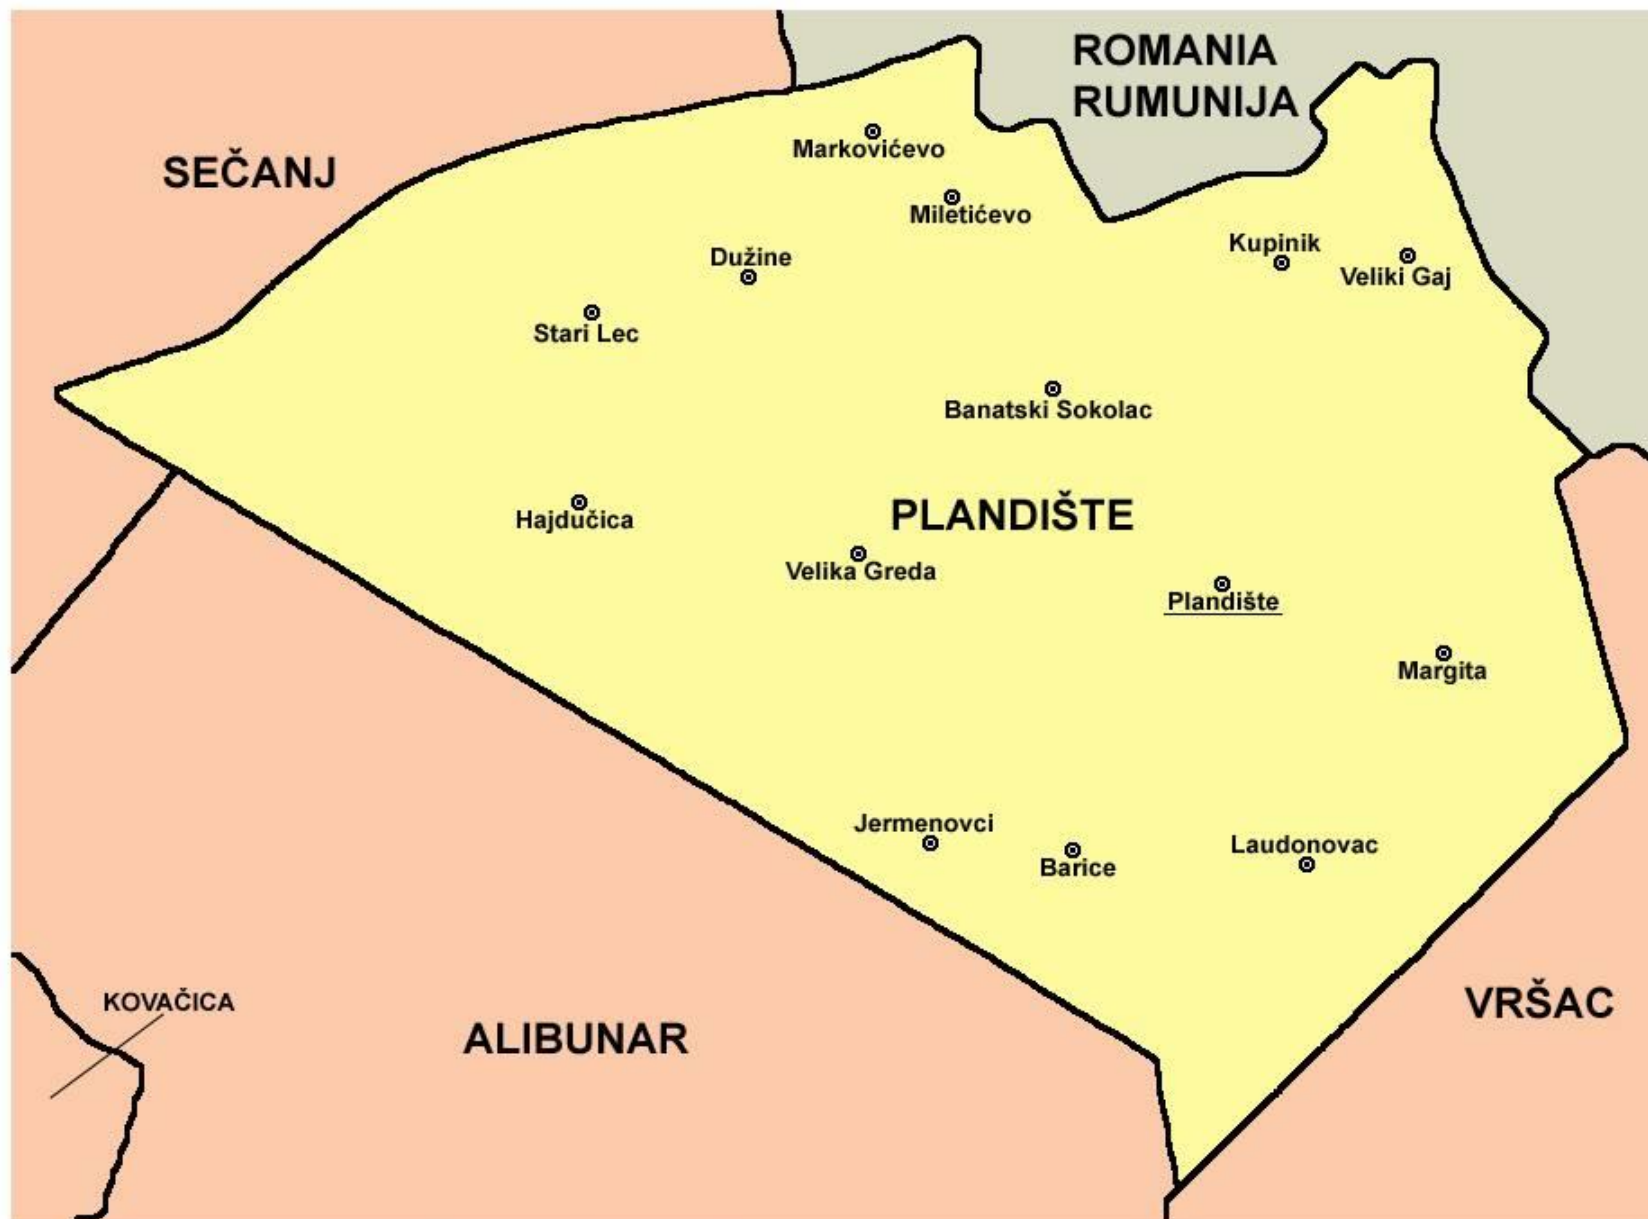 ROMANIA
RUMUNIJA
SEČANJ
Markovićevo
Miletićevo
Dužine
Kupinik
Veliki Gaj
Stari Lec
Banatski Sokolac
Hajdučica
PLANDIŠTE
Velika Greda
Plandište
Margita
Jermenovci
Barice
Laudonovac
KOVAČICA
ALIBUNAR
VRŠAC